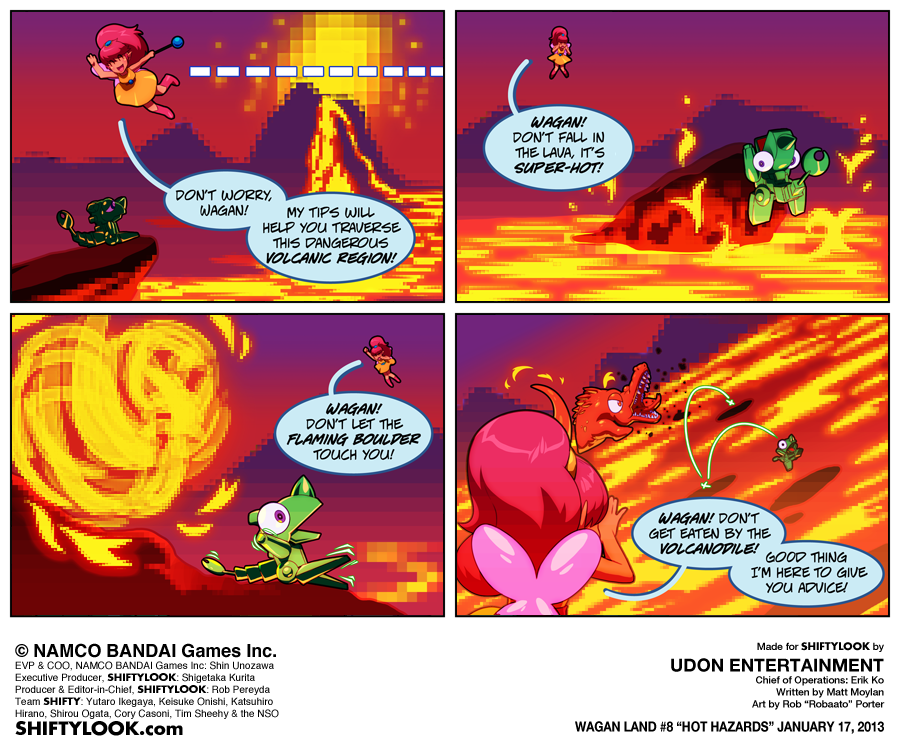 DON'T WORRY,
WAGAN!
MY TIPS WILL
HELP YOU TRAVERSE
THIS DANGEROUS
VOLCANIC REGION!
WAGAN!
DON'T FALL IN
THE LAVA, IT'S
SUPER-HOT!
WAGAN!
DON'T LET THE
FLAMING BOULDER
TOUCH YOU!
WAGAN! DON'T
GET EATEN BY THE
VOLCANODILE!
GOOD THING
I'M HERE TO GIVE
YOU ADVICE!
© NAMCO BANDAI Games Inc.
EVP & COO, NAMCO BANDAI Games Inc: Shin Unozawa
Executive Producer, SHIFTYLOOK: Shigetaka Kurita
Producer & Editor-in-Chief, SHIFTYLOOK: Rob Pereyda
Team SHIFTY: Yutaro Ikegaya, Keisuke Onishi, Katsuhiro
Hirano, Shirou Ogata, Cory Casoni, Tim Sheehy & the NSO
SHIFTYLOOK.com
Made for SHIFTYLOOK by
UDON ENTERTAINMENT
Chief of Operations: Erik Ko
Written by Matt Moylan
Art by Rob "Robaato" Porter
WAGAN LAND #8 "HOT HAZARDS" JANUARY 17, 2013